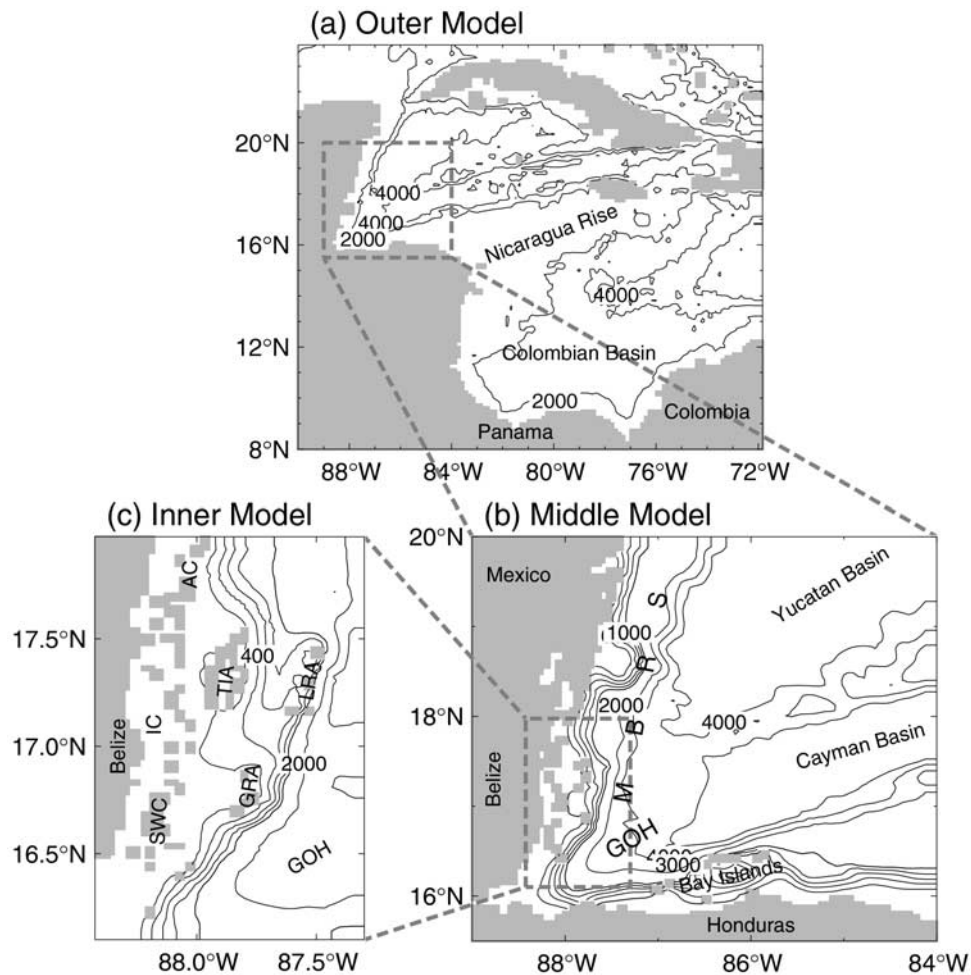 (a) Outer Model
20°N
16°N
12°N
8°N
4000
4000
2000
Nicaragua Rise
4000
Colombian Basin
2000
Colombia
Panama
88°W
84°W
80°W
76°W
72°W
(c) Inner Model
17.5°N
17.0°N
16.5°N
AC
400
TIA
LRA
Belize
IC
2000
GRA
SWC
GOH
88.0°W
87.5°W
(b) Middle Model
20°N
18°N
16°N
Mexico
Yucatan Basin
1000
M B R S
2000
4000
Cayman Basin
Belize
GOH
4000
3000
Bay Islands
Honduras
88°W
86°W
84°W